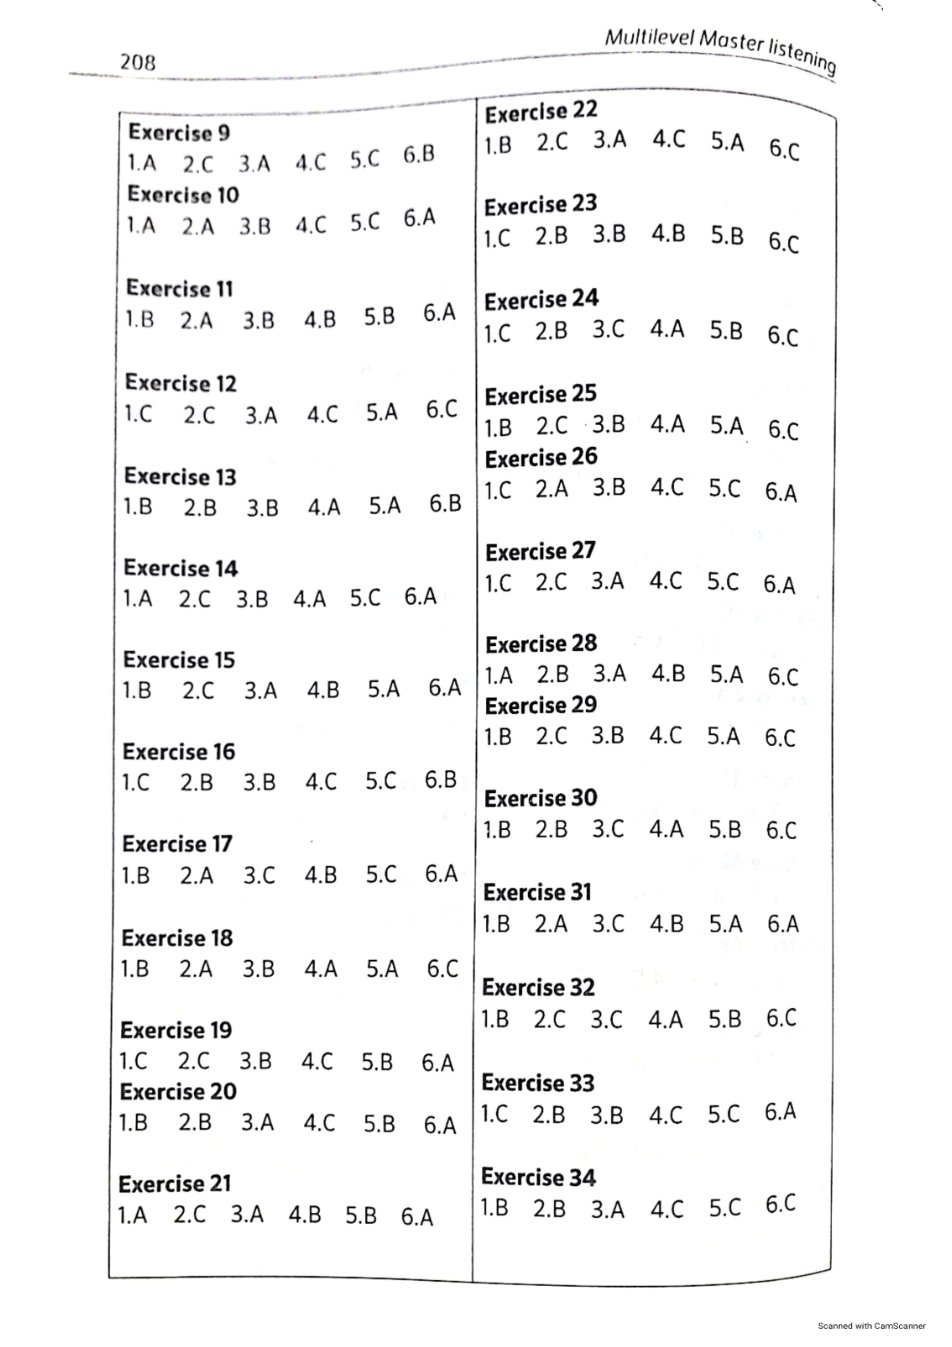 208
Multilevel Master listening
Exercise 9
1.A 2.C 3.A 4.C 5.C 6.B
Exercise 10
1.A 2.A 3.B 4.C 5.C 6.A
Exercise 11
1.B 2.A 3.B 4.B 5.B 6.A
Exercise 12
1.C 2.C 3.A 4.C 5.A 6.C
Exercise 13
1.B 2.B 3.B 4.A 5.A 6.B
Exercise 14
1.A 2.C 3.B 4.A 5.C 6.A
Exercise 15
1.B 2.C 3.A 4.B 5.A 6.A
Exercise 16
1.C 2.B 3.B 4.C 5.C 6.B
Exercise 17
1.B 2.A 3.C 4.B 5.C 6.A
Exercise 18
1.B 2.A 3.B 4.A 5.A 6.C
Exercise 19
1.C 2.C 3.B 4.C 5.B 6.A
Exercise 20
1.B 2.B 3.A 4.C 5.B 6.A
Exercise 21
1.A 2.C 3.A 4.B 5.B 6.A
Exercise 22
1.B 2.C 3.A 4.C 5.A 6.C
Exercise 23
1.C 2.B 3.B 4.B 5.B 6.C
Exercise 24
1.C 2.B 3.C 4.A 5.B 6.C
Exercise 25
1.B 2.C 3.B 4.A 5.A 6.C
Exercise 26
1.C 2.A 3.B 4.C 5.C 6.A
Exercise 27
1.C 2.C 3.A 4.C 5.C 6.A
Exercise 28
1.A 2.B 3.A 4.B 5.A 6.C
Exercise 29
1.B 2.C 3.B 4.C 5.A 6.C
Exercise 30
1.B 2.B 3.C 4.A 5.B 6.C
Exercise 31
1.B 2.A 3.C 4.B 5.A 6.A
Exercise 32
1.B 2.C 3.C 4.A 5.B 6.C
Exercise 33
1.C 2.B 3.B 4.C 5.C 6.A
Exercise 34
1.B 2.B 3.A 4.C 5.C 6.C
Scanned with CamScanner